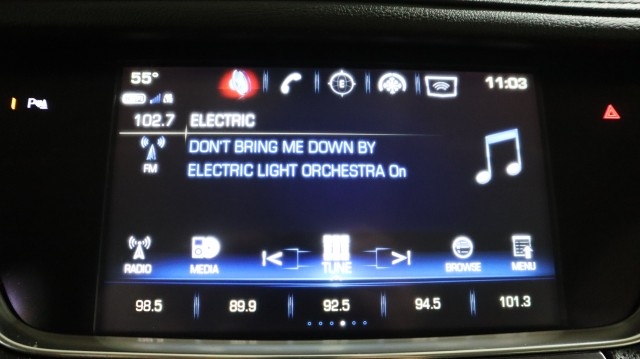 55°
11:03
102.7 ELECTRIC
DON'T BRING ME DOWN BY
FM ELECTRIC LIGHT ORCHESTRA On
RADIO MEDIA TUNE BROWSE MENU
98.5 89.9 92.5 94.5 101.3